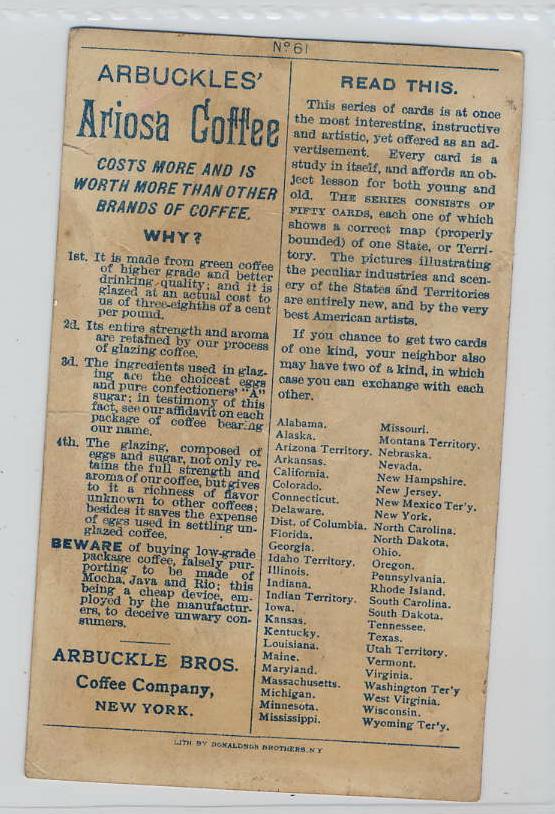 Nº 61
ARBUCKLES'
Ariosa Coffee
COSTS MORE AND IS
WORTH MORE THAN OTHER
BRANDS OF COFFEE.
WHY?
1st. It is made from green coffee
of higher grade and better
drinking quality; and it is
glazed at an actual cost to
us of three-eighths of a cent
per pound.
2d. Its entire strength and aroma
are retained by our process
of glazing coffee.
3d. The ingredients used in glaz-
ing are the choicest eggs
and pure confectioners' "A"
sugar; in testimony of this
fact, see our affidavit on each
package of coffee bearing
our name.
4th. The glazing, composed of
eggs and sugar, not only re-
tains the full strength and
aroma of our coffee, but gives
to it a richness of flavor
unknown to other coffees;
besides it saves the expense
of eggs used in settling un-
glazed coffee.
BEWARE of buying low-grade
package coffee, falsely pur-
porting to be made of
Mocha, Java and Rio; this
being a cheap device, em-
ployed by the manufactur-
ers, to deceive unwary con-
sumers.
ARBUCKLE BROS.
Coffee Company,
NEW YORK.
READ THIS.
This series of cards is at once
the most interesting, instructive
and artistic, yet offered as an ad-
vertisement. Every card is a
study in itself, and affords an ob-
ject lesson for both young and
old. THE SERIES CONSISTS OF
FIFTY CARDS, each one of which
shows a correct map (properly
bounded) of one State, or Terri-
tory. The pictures illustrating
the peculiar industries and scen-
ery of the States and Territories
are entirely new, and by the very
best American artists.
If you chance to get two cards
of one kind, your neighbor also
may have two of a kind, in which
case you can exchange with each
other.
Alabama.
Alaska.
Arizona Territory.
Arkansas.
California.
Colorado.
Connecticut.
Delaware.
Dist. of Columbia.
Florida.
Georgia.
Idaho Territory.
Illinois.
Indiana.
Indian Territory.
Iowa.
Kansas.
Kentucky.
Louisiana.
Maine.
Maryland.
Massachusetts.
Michigan.
Minnesota.
Mississippi.
Missouri.
Montana Territory.
Nebraska.
Nevada.
New Hampshire.
New Jersey.
New Mexico Ter'y.
New York.
North Carolina.
North Dakota.
Ohio.
Oregon.
Pennsylvania.
Rhode Island.
South Carolina.
South Dakota.
Tennessee.
Texas.
Utah Territory.
Vermont.
Virginia.
Washington Ter'y
West Virginia.
Wisconsin.
Wyoming Ter'y.
LITH. BY DONALDSON BROTHERS. N.Y